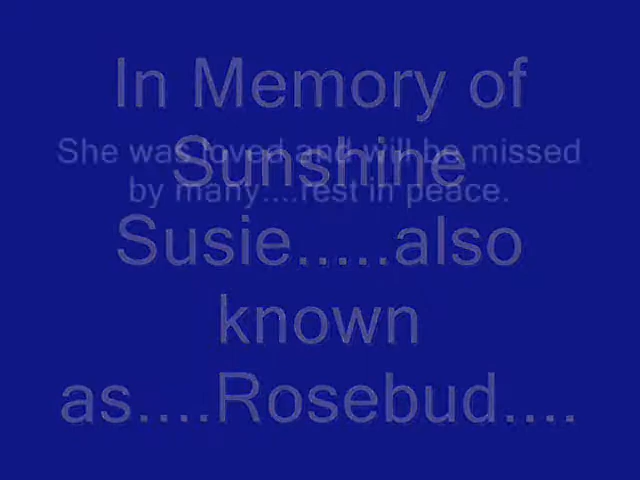 In Memory of
She was loved and will be missed
Sunshine
by many....rest in peace.
Susie.....also
known
as....Rosebud....